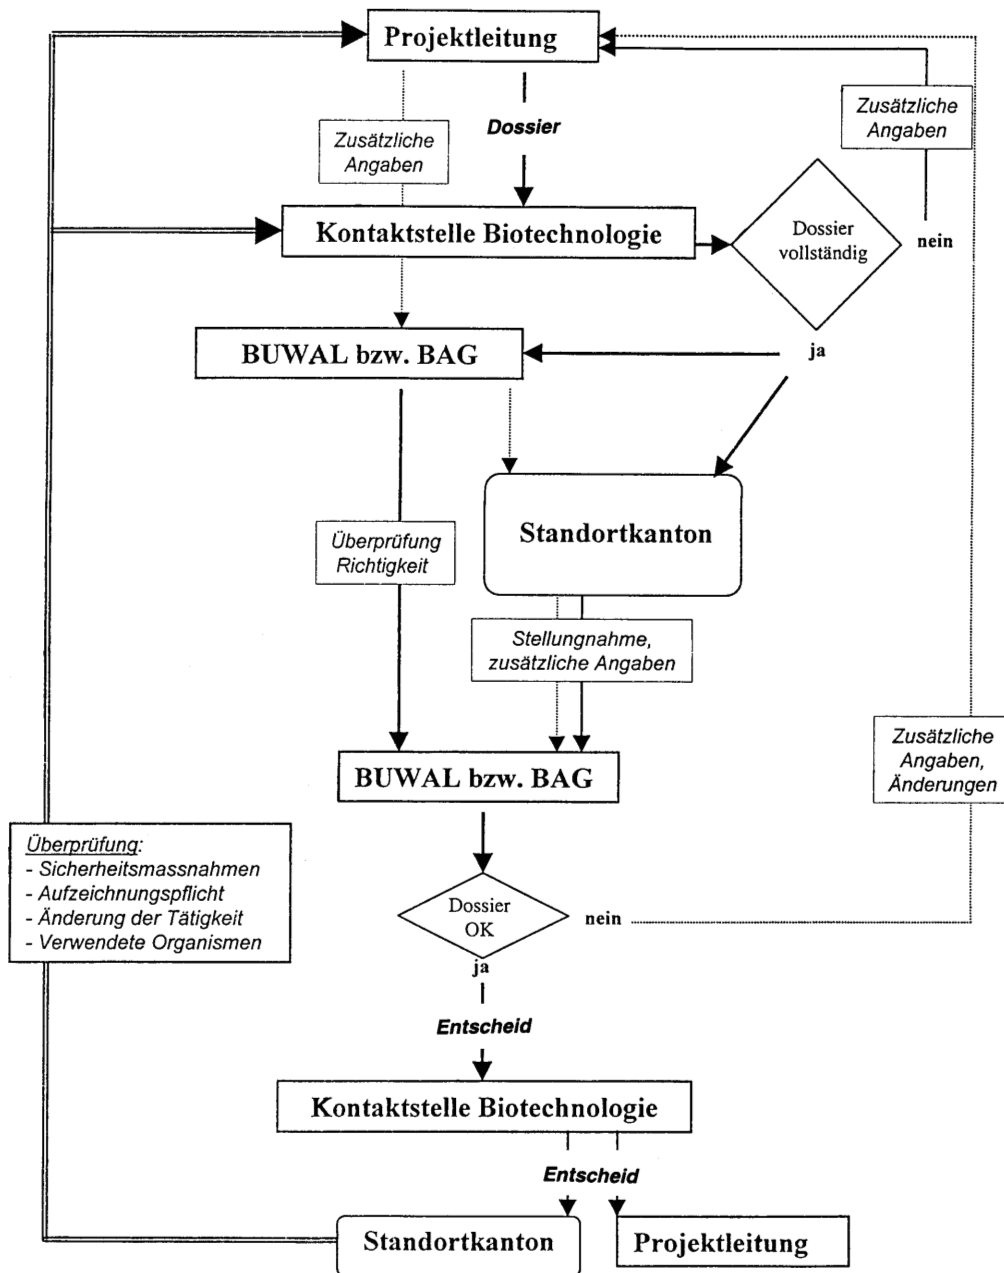 Projektleitung
Zusätzliche
Angaben
Zusätzliche
Angaben
Dossier
Kontaktstelle Biotechnologie
Dossier
vollständig
nein
ja
BUWAL bzw. BAG
Standortkanton
Überprüfung
Richtigkeit
Stellungnahme,
zusätzliche Angaben
Zusätzliche
Angaben,
Änderungen
BUWAL bzw. BAG
Überprüfung:
- Sicherheitsmassnahmen
- Aufzeichnungspflicht
- Änderung der Tätigkeit
- Verwendete Organismen
Dossier
OK
nein
ja
Entscheid
Kontaktstelle Biotechnologie
Entscheid
Standortkanton
Projektleitung